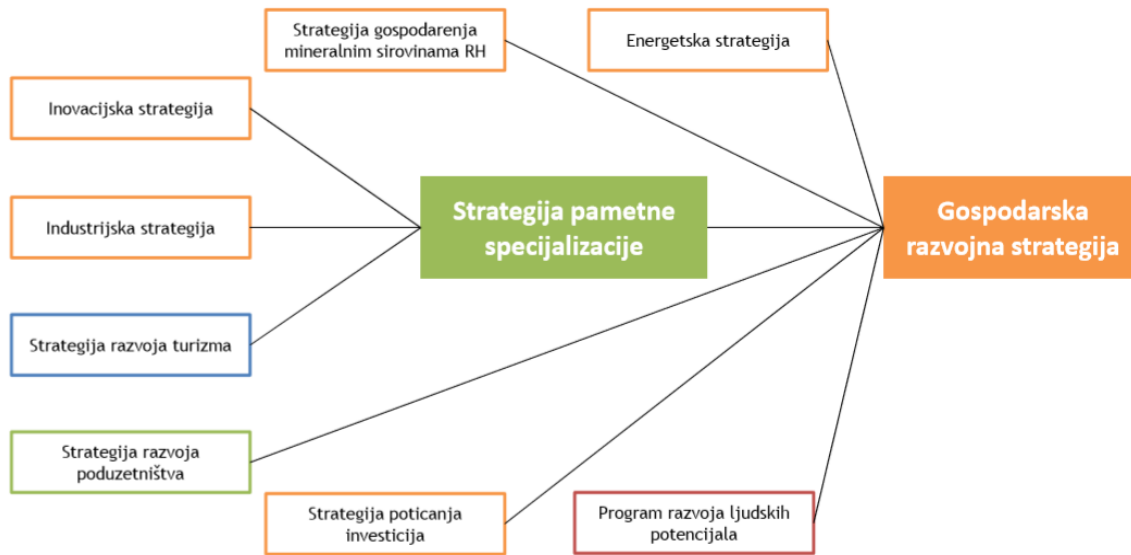 Strategija gospodarenja
mineralnim sirovinama RH
Energetska strategija
Inovacijska strategija
Industrijska strategija
Strategija pametne
specijalizacije
Gospodarska
razvojna strategija
Strategija razvoja turizma
Strategija razvoja
poduzetništva
Strategija poticanja
investicija
Program razvoja ljudskih
potencijala